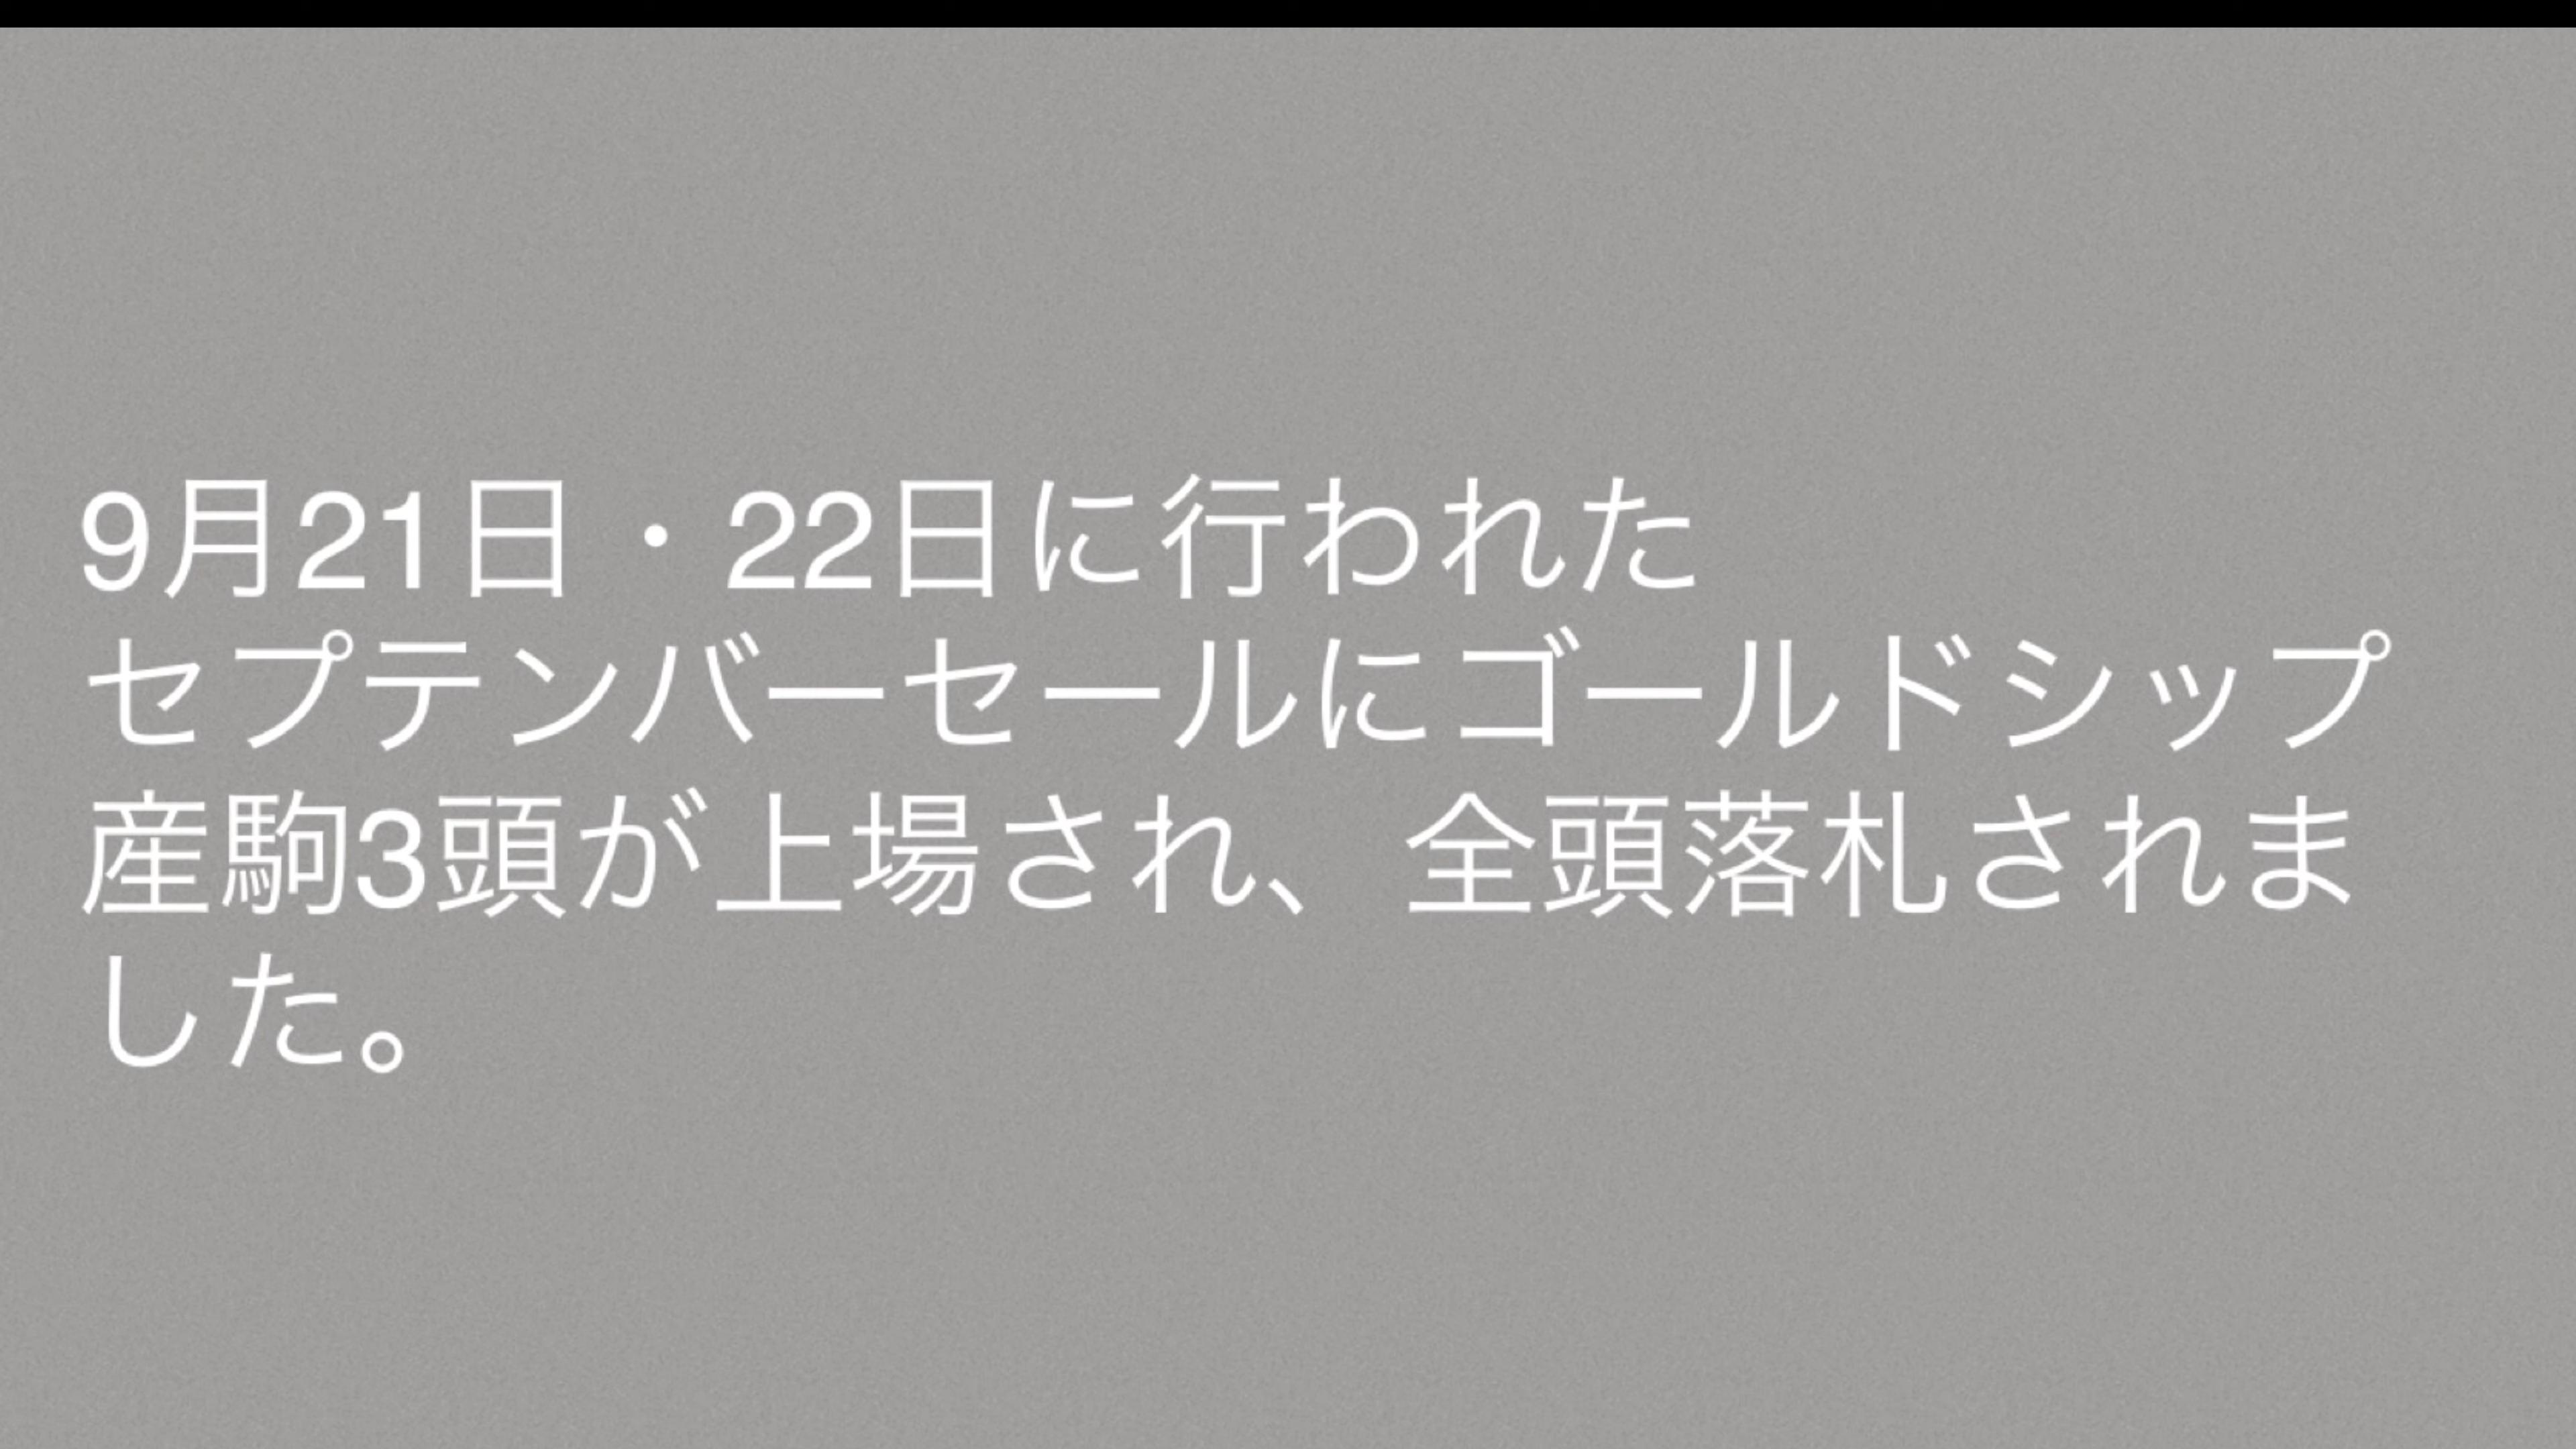 9月21日・22日に行われた
セプテンバーセールにゴールドシップ
産駒3頭が上場され、全頭落札されま
した。